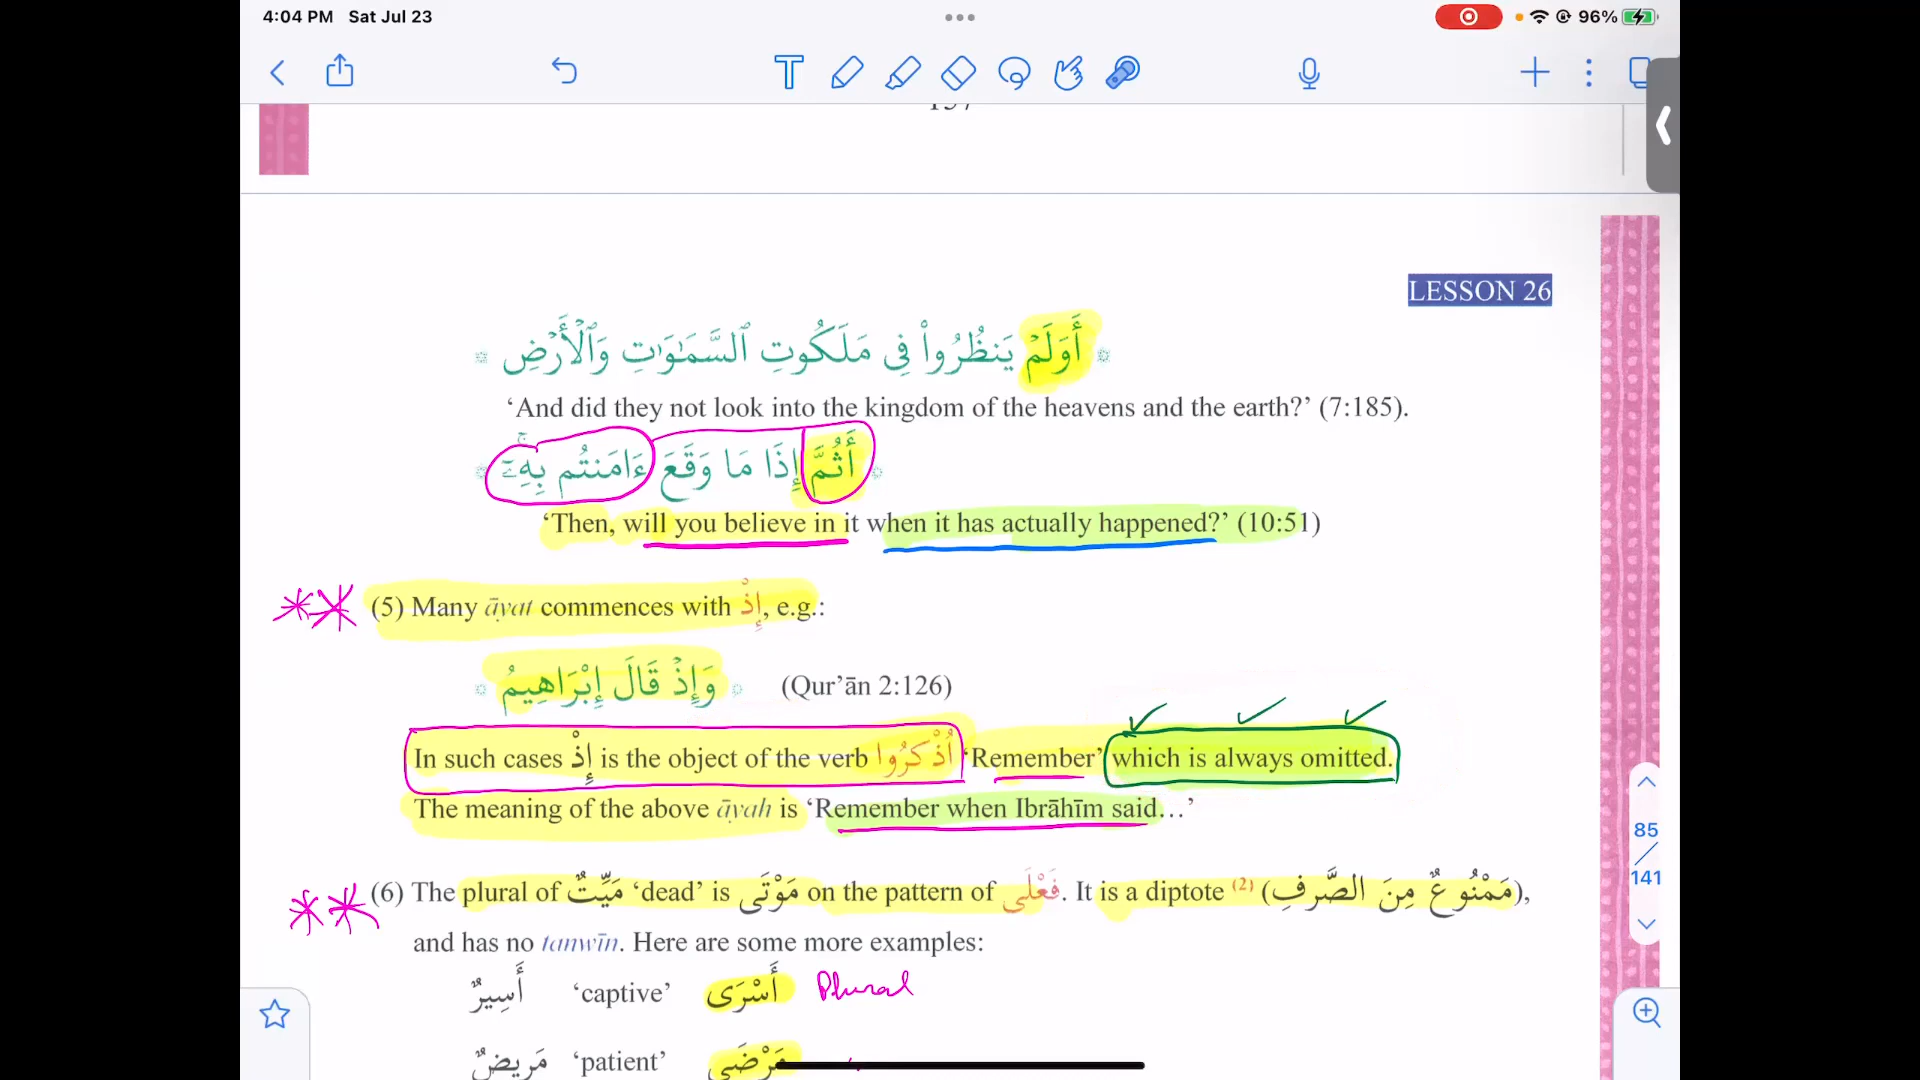 4:04 PM Sat Jul 23
96%
LESSON 26
أَوَلَمْ يَنظُرُوا۟ فِى مَلَكُوتِ ٱلسَّمَـٰوَٰتِ وَٱلْأَرْضِ
‘And did they not look into the kingdom of the heavens and the earth?’ (7:185).
أَثُمَّ إِذَا مَا وَقَعَ ءَامَنتُم بِهِۦٓ ۚ
‘Then, will you believe in it when it has actually happened?’ (10:51)
(5) Many āyat commences with إِذْ, e.g.:
وَإِذْ قَالَ إِبْرَاهِيمُ (Qur’ān 2:126)
In such cases إِذْ is the object of the verb اُذْكُرُوا ‘Remember’ which is always omitted.
The meaning of the above āyah is ‘Remember when Ibrāhīm said…’
(6) The plural of مَيِّتٌ ‘dead’ is مَوْتَى on the pattern of فَعْلَى. It is a diptote (2) (مَمْنُوعٌ مِنَ الصَّرفِ),
and has no tanwīn. Here are some more examples:
أَسِيرٌ ‘captive’ أَسْرَى Plural
مَرِيضٌ ‘patient’ مَرْضَى
85
141